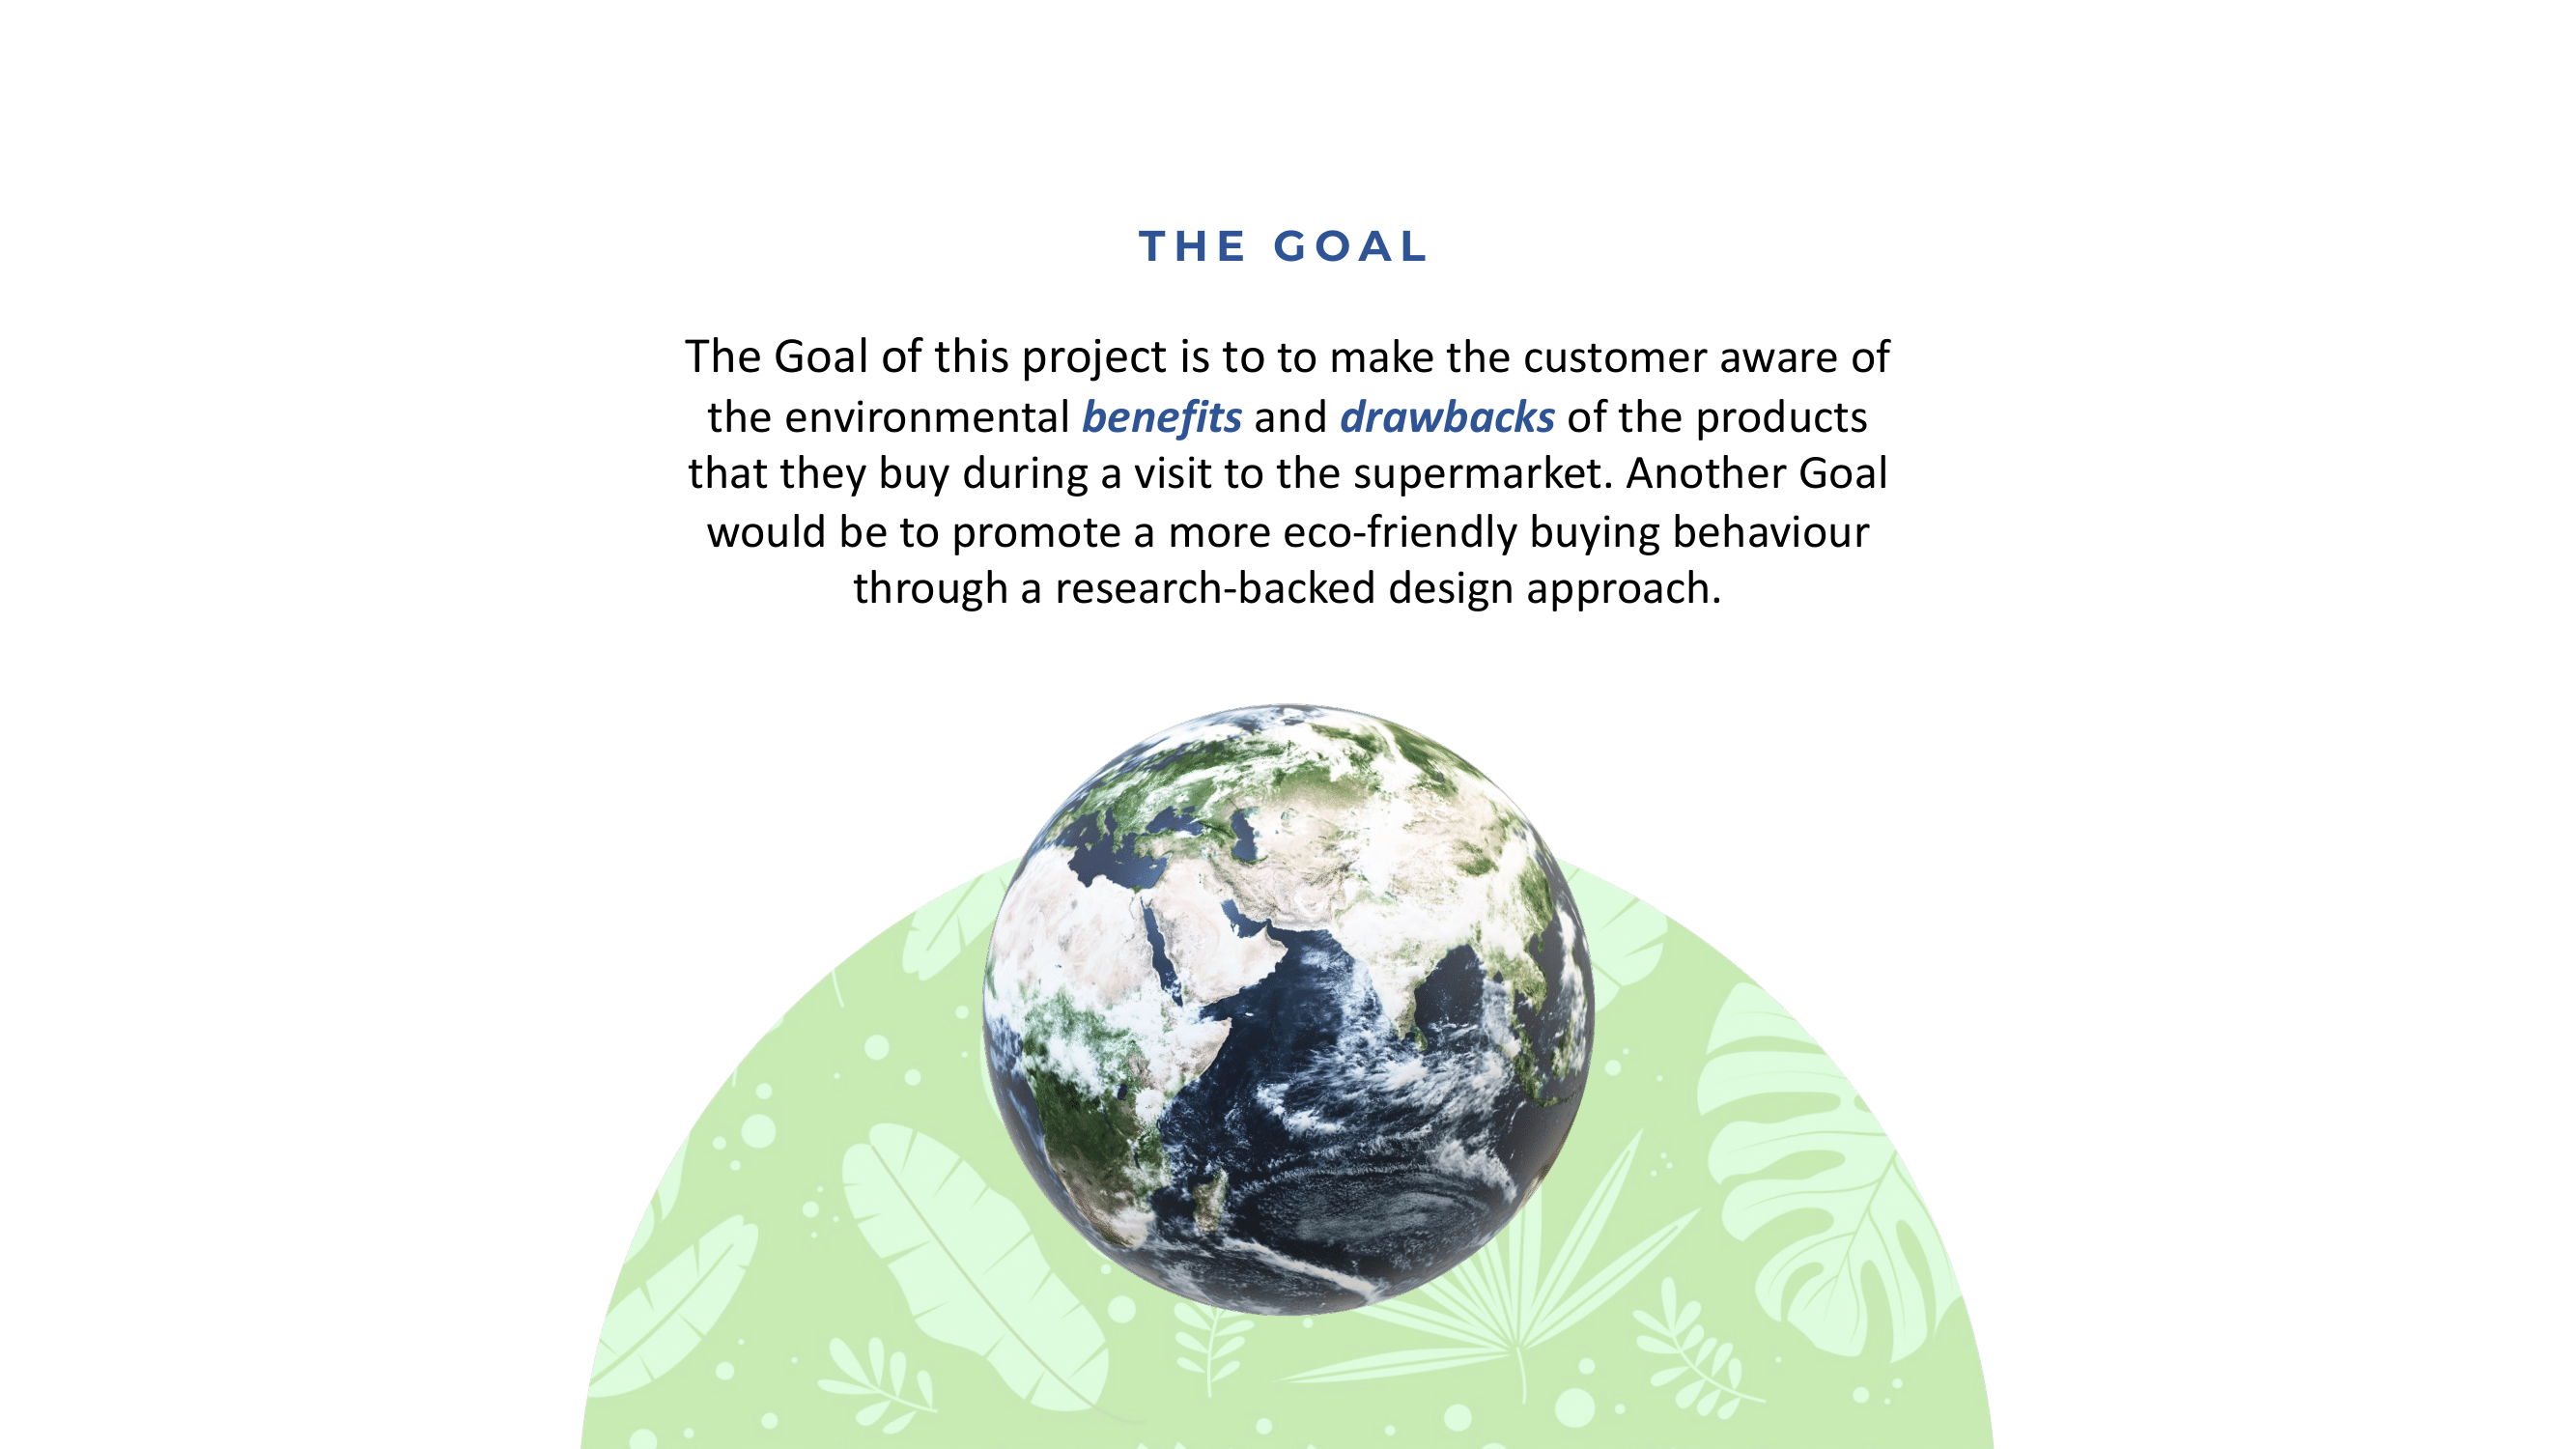 THE GOAL
The Goal of this project is to to make the customer aware of
the environmental benefits and drawbacks of the products
that they buy during a visit to the supermarket. Another Goal
would be to promote a more eco-friendly buying behaviour
through a research-backed design approach.